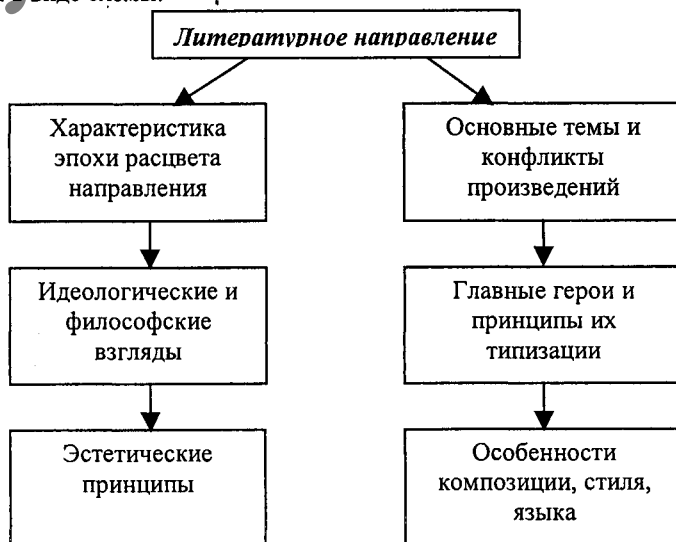 Литературное направление
Характеристика
эпохи расцвета
направления
Идеологические и
философские
взгляды
Эстетические
принципы
Основные темы и
конфликты
произведений
Главные герои и
принципы их
типизации
Особенности
композиции, стиля,
языка